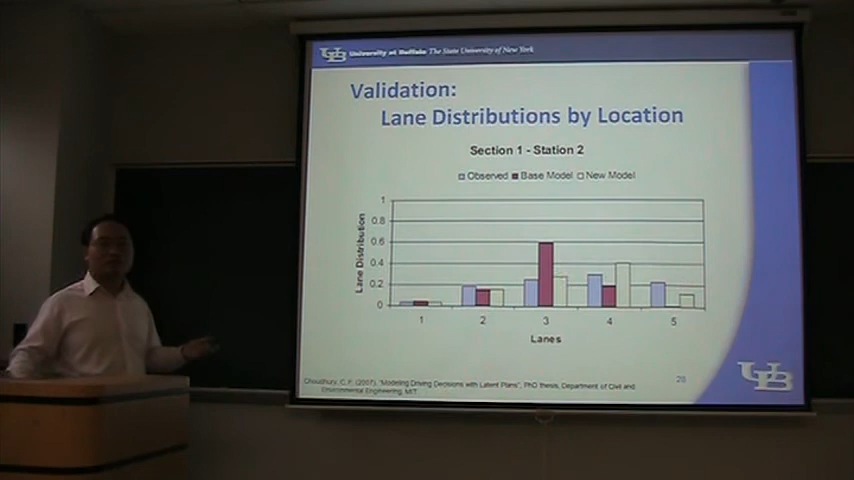 UB University at Buffalo The State University of New York
Validation:
Lane Distributions by Location
Section 1 - Station 2
Observed Base Model New Model
Lane Distribution
1
0.8
0.6
0.4
0.2
0
1 2 3 4 5
Lanes
Choudhury, C. F. (2007). "Modeling Driving Decisions with Latent Plans", PhD thesis, Department of Civil and
Environmental Engineering, MIT.
28
UB